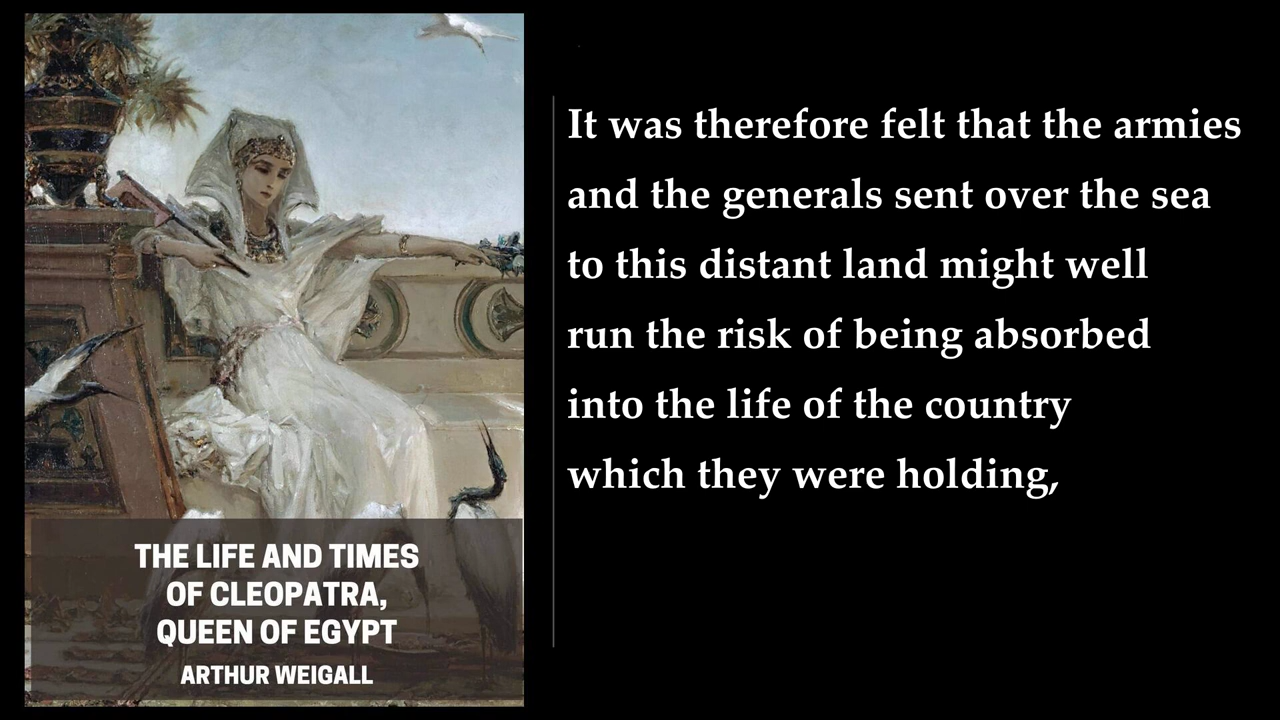 THE LIFE AND TIMES
OF CLEOPATRA,
QUEEN OF EGYPT
ARTHUR WEIGALL
It was therefore felt that the armies
and the generals sent over the sea
to this distant land might well
run the risk of being absorbed
into the life of the country
which they were holding,